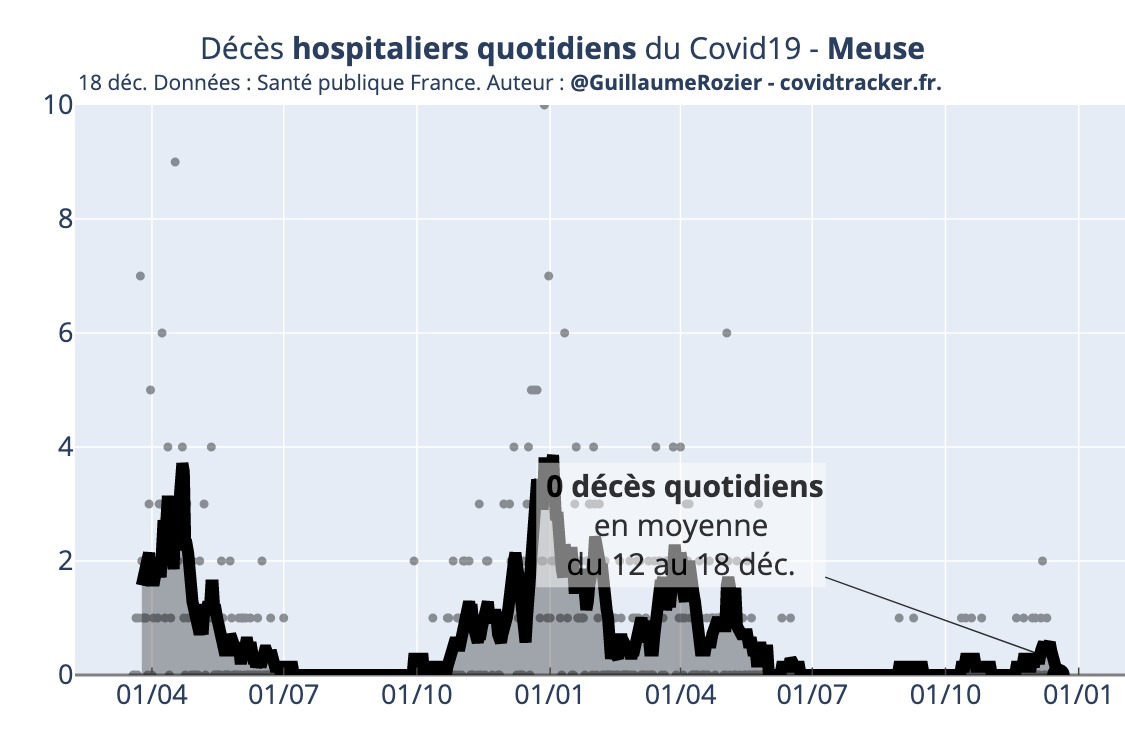 Décès hospitaliers quotidiens du Covid19 - Meuse
18 déc. Données : Santé publique France. Auteur : @GuillaumeRozier - covidtracker.fr.
10
8
6
4
2
0
0 décès quotidiens
en moyenne
du 12 au 18 déc.
01/04 01/07 01/10 01/01 01/04 01/07 01/10 01/01